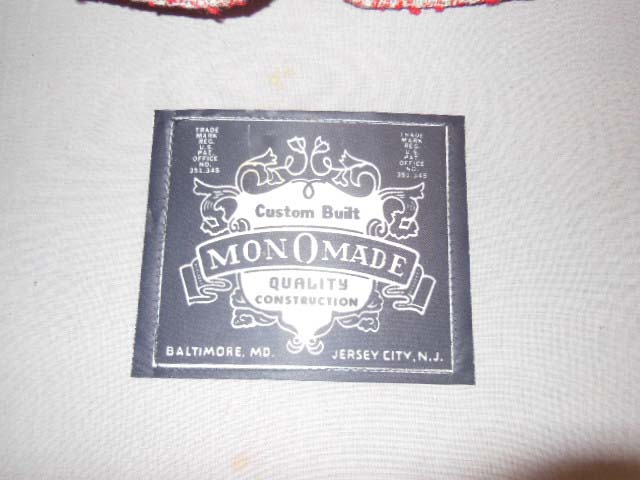 TRADE
MARK
REG.
U.S.
PAT.
OFFICE
NO.
351,345
TRADE
MARK
REG.
U.S.
PAT.
OFFICE
NO.
351,345
Custom Built
MONOMADE
QUALITY
CONSTRUCTION
BALTIMORE, MD.
JERSEY CITY, N.J.